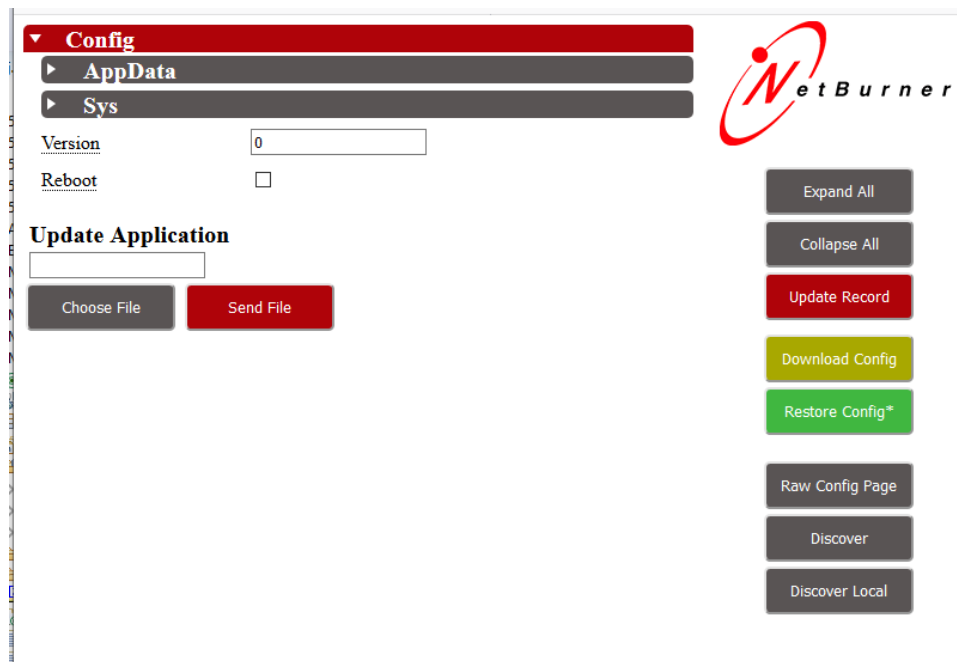 Config
AppData
Sys
Version 0
Reboot
Update Application
Choose File Send File
NetBurner
Expand All
Collapse All
Update Record
Download Config
Restore Config*
Raw Config Page
Discover
Discover Local